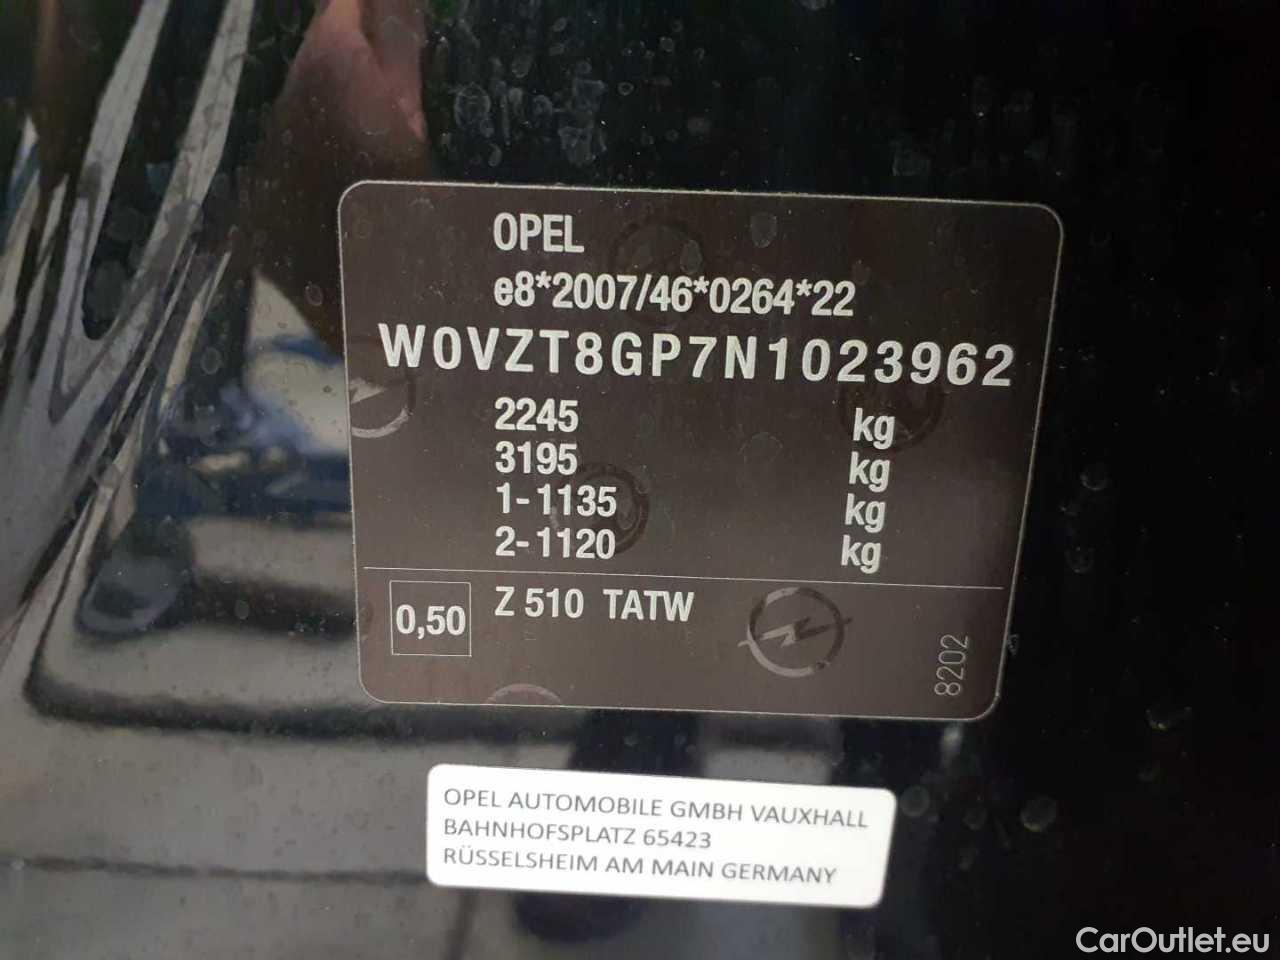 OPEL
e8*2007/46*0264*22
W0VZT8GP7N1023962
2245 kg
3195 kg
1-1135 kg
2-1120 kg
0,50 Z 510 TATW
8202
OPEL AUTOMOBILE GMBH VAUXHALL
BAHNHOFSPLATZ 65423
RÜSSELSHEIM AM MAIN GERMANY
CarOutlet.eu